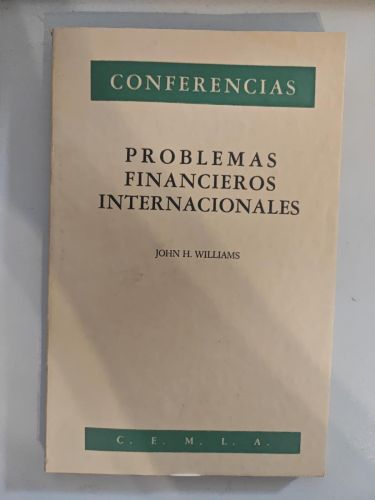 CONFERENCIAS
PROBLEMAS
FINANCIEROS
INTERNACIONALES
JOHN H. WILLIAMS
C. E. M. L. A.